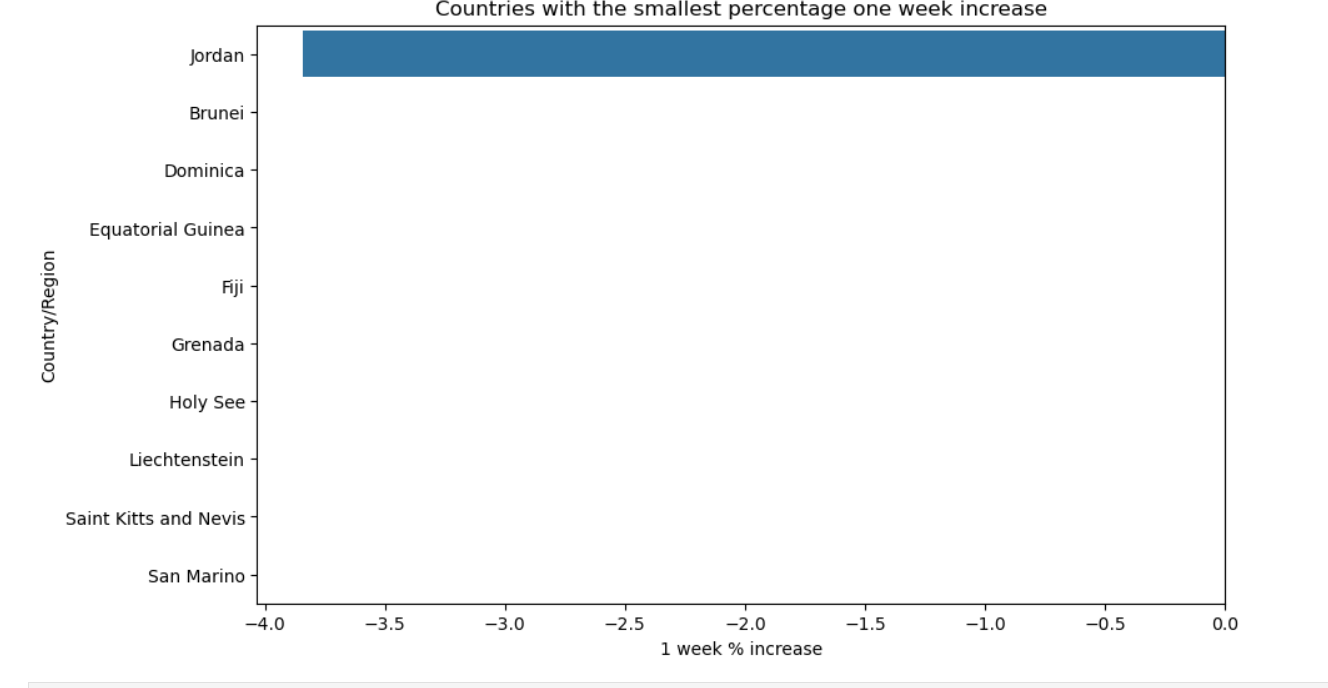 Countries with the smallest percentage one week increase
Jordan
Brunei
Dominica
Equatorial Guinea
Fiji
Grenada
Holy See
Liechtenstein
Saint Kitts and Nevis
San Marino
Country/Region
−4.0 −3.5 −3.0 −2.5 −2.0 −1.5 −1.0 −0.5 0.0
1 week % increase